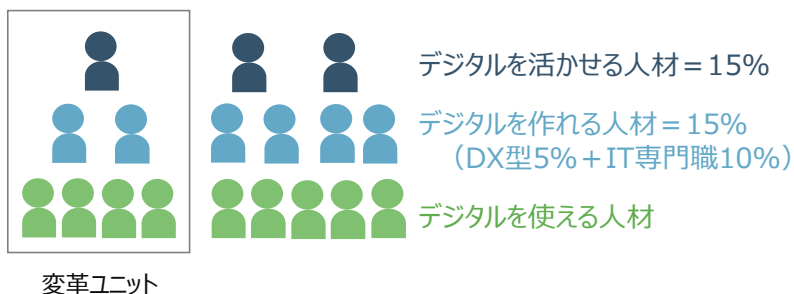 デジタルを活かせる人材＝15%
デジタルを作れる人材＝15%
（DX型5%＋IT専門職10%）
デジタルを使える人材
変革ユニット